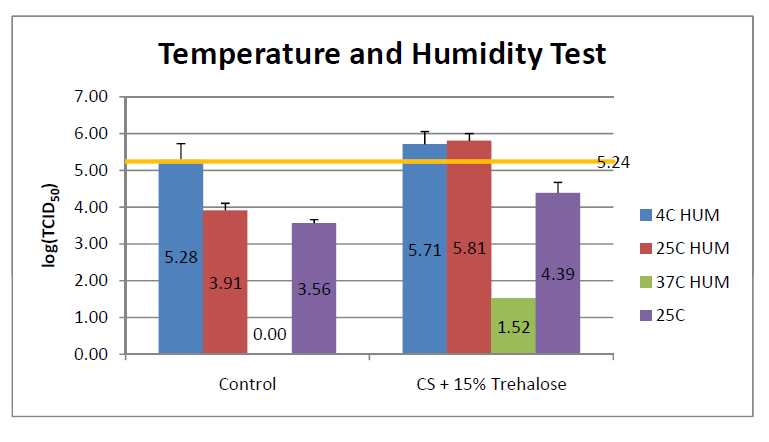 Temperature and Humidity Test
7.00
6.00
5.00
4.00
3.00
2.00
1.00
0.00
log(TCID50)
5.28
3.91
0.00
3.56
5.71
5.81
1.52
4.39
5.24
Control
CS + 15% Trehalose
4C HUM
25C HUM
37C HUM
25C